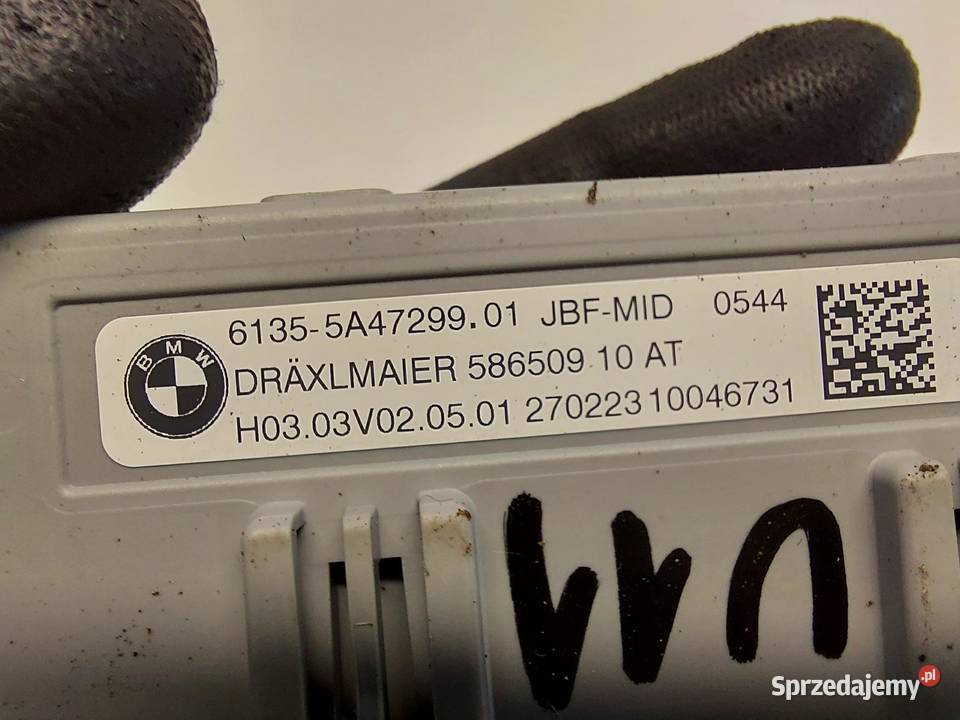 6135-5A47299.01 JBF-MID 0544
BMW
DRÄXLMAIER 586509 10 AT
H03.03V02.05.01 27022310046731
Sprzedajemy.pl